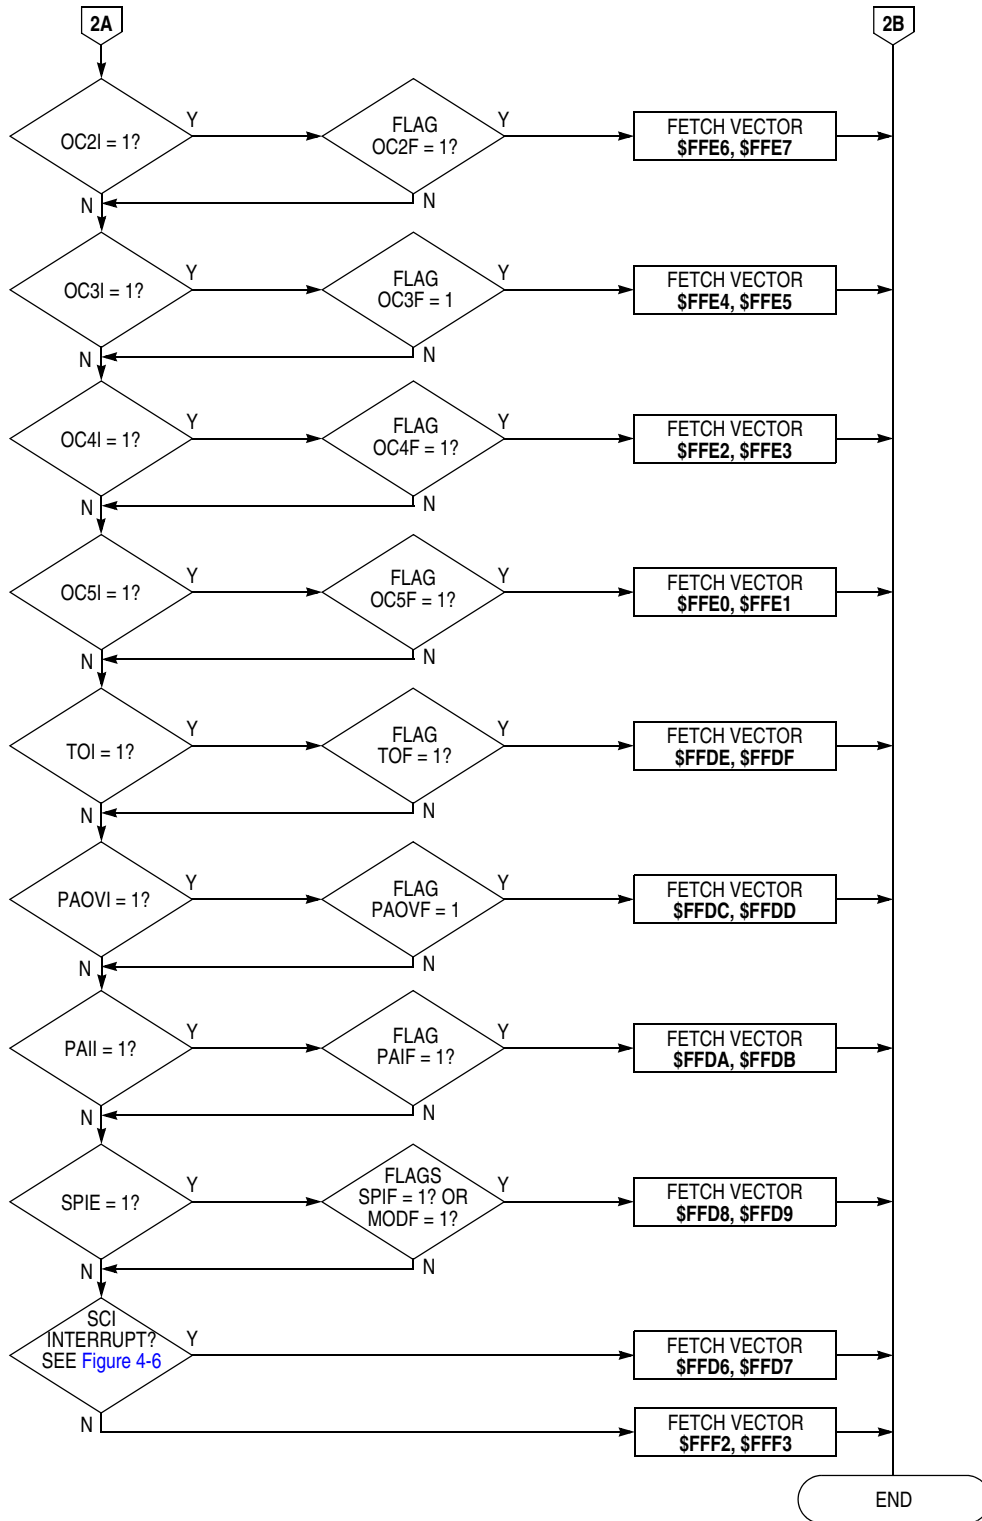 2A
2B
OC2I = 1?
Y
FLAG
OC2F = 1?
Y
FETCH VECTOR
$FFE6, $FFE7
N
N
OC3I = 1?
Y
FLAG
OC3F = 1
Y
FETCH VECTOR
$FFE4, $FFE5
N
N
OC4I = 1?
Y
FLAG
OC4F = 1?
Y
FETCH VECTOR
$FFE2, $FFE3
N
N
OC5I = 1?
Y
FLAG
OC5F = 1?
Y
FETCH VECTOR
$FFE0, $FFE1
N
N
TOI = 1?
Y
FLAG
TOF = 1?
Y
FETCH VECTOR
$FFDE, $FFDF
N
N
PAOVI = 1?
Y
FLAG
PAOVF = 1
Y
FETCH VECTOR
$FFDC, $FFDD
N
N
PAII = 1?
Y
FLAG
PAIF = 1?
Y
FETCH VECTOR
$FFDA, $FFDB
N
N
SPIE = 1?
Y
FLAGS
SPIF = 1? OR
MODF = 1?
Y
FETCH VECTOR
$FFD8, $FFD9
N
N
SCI
INTERRUPT?
SEE Figure 4-6
Y
FETCH VECTOR
$FFD6, $FFD7
N
FETCH VECTOR
$FFF2, $FFF3
END